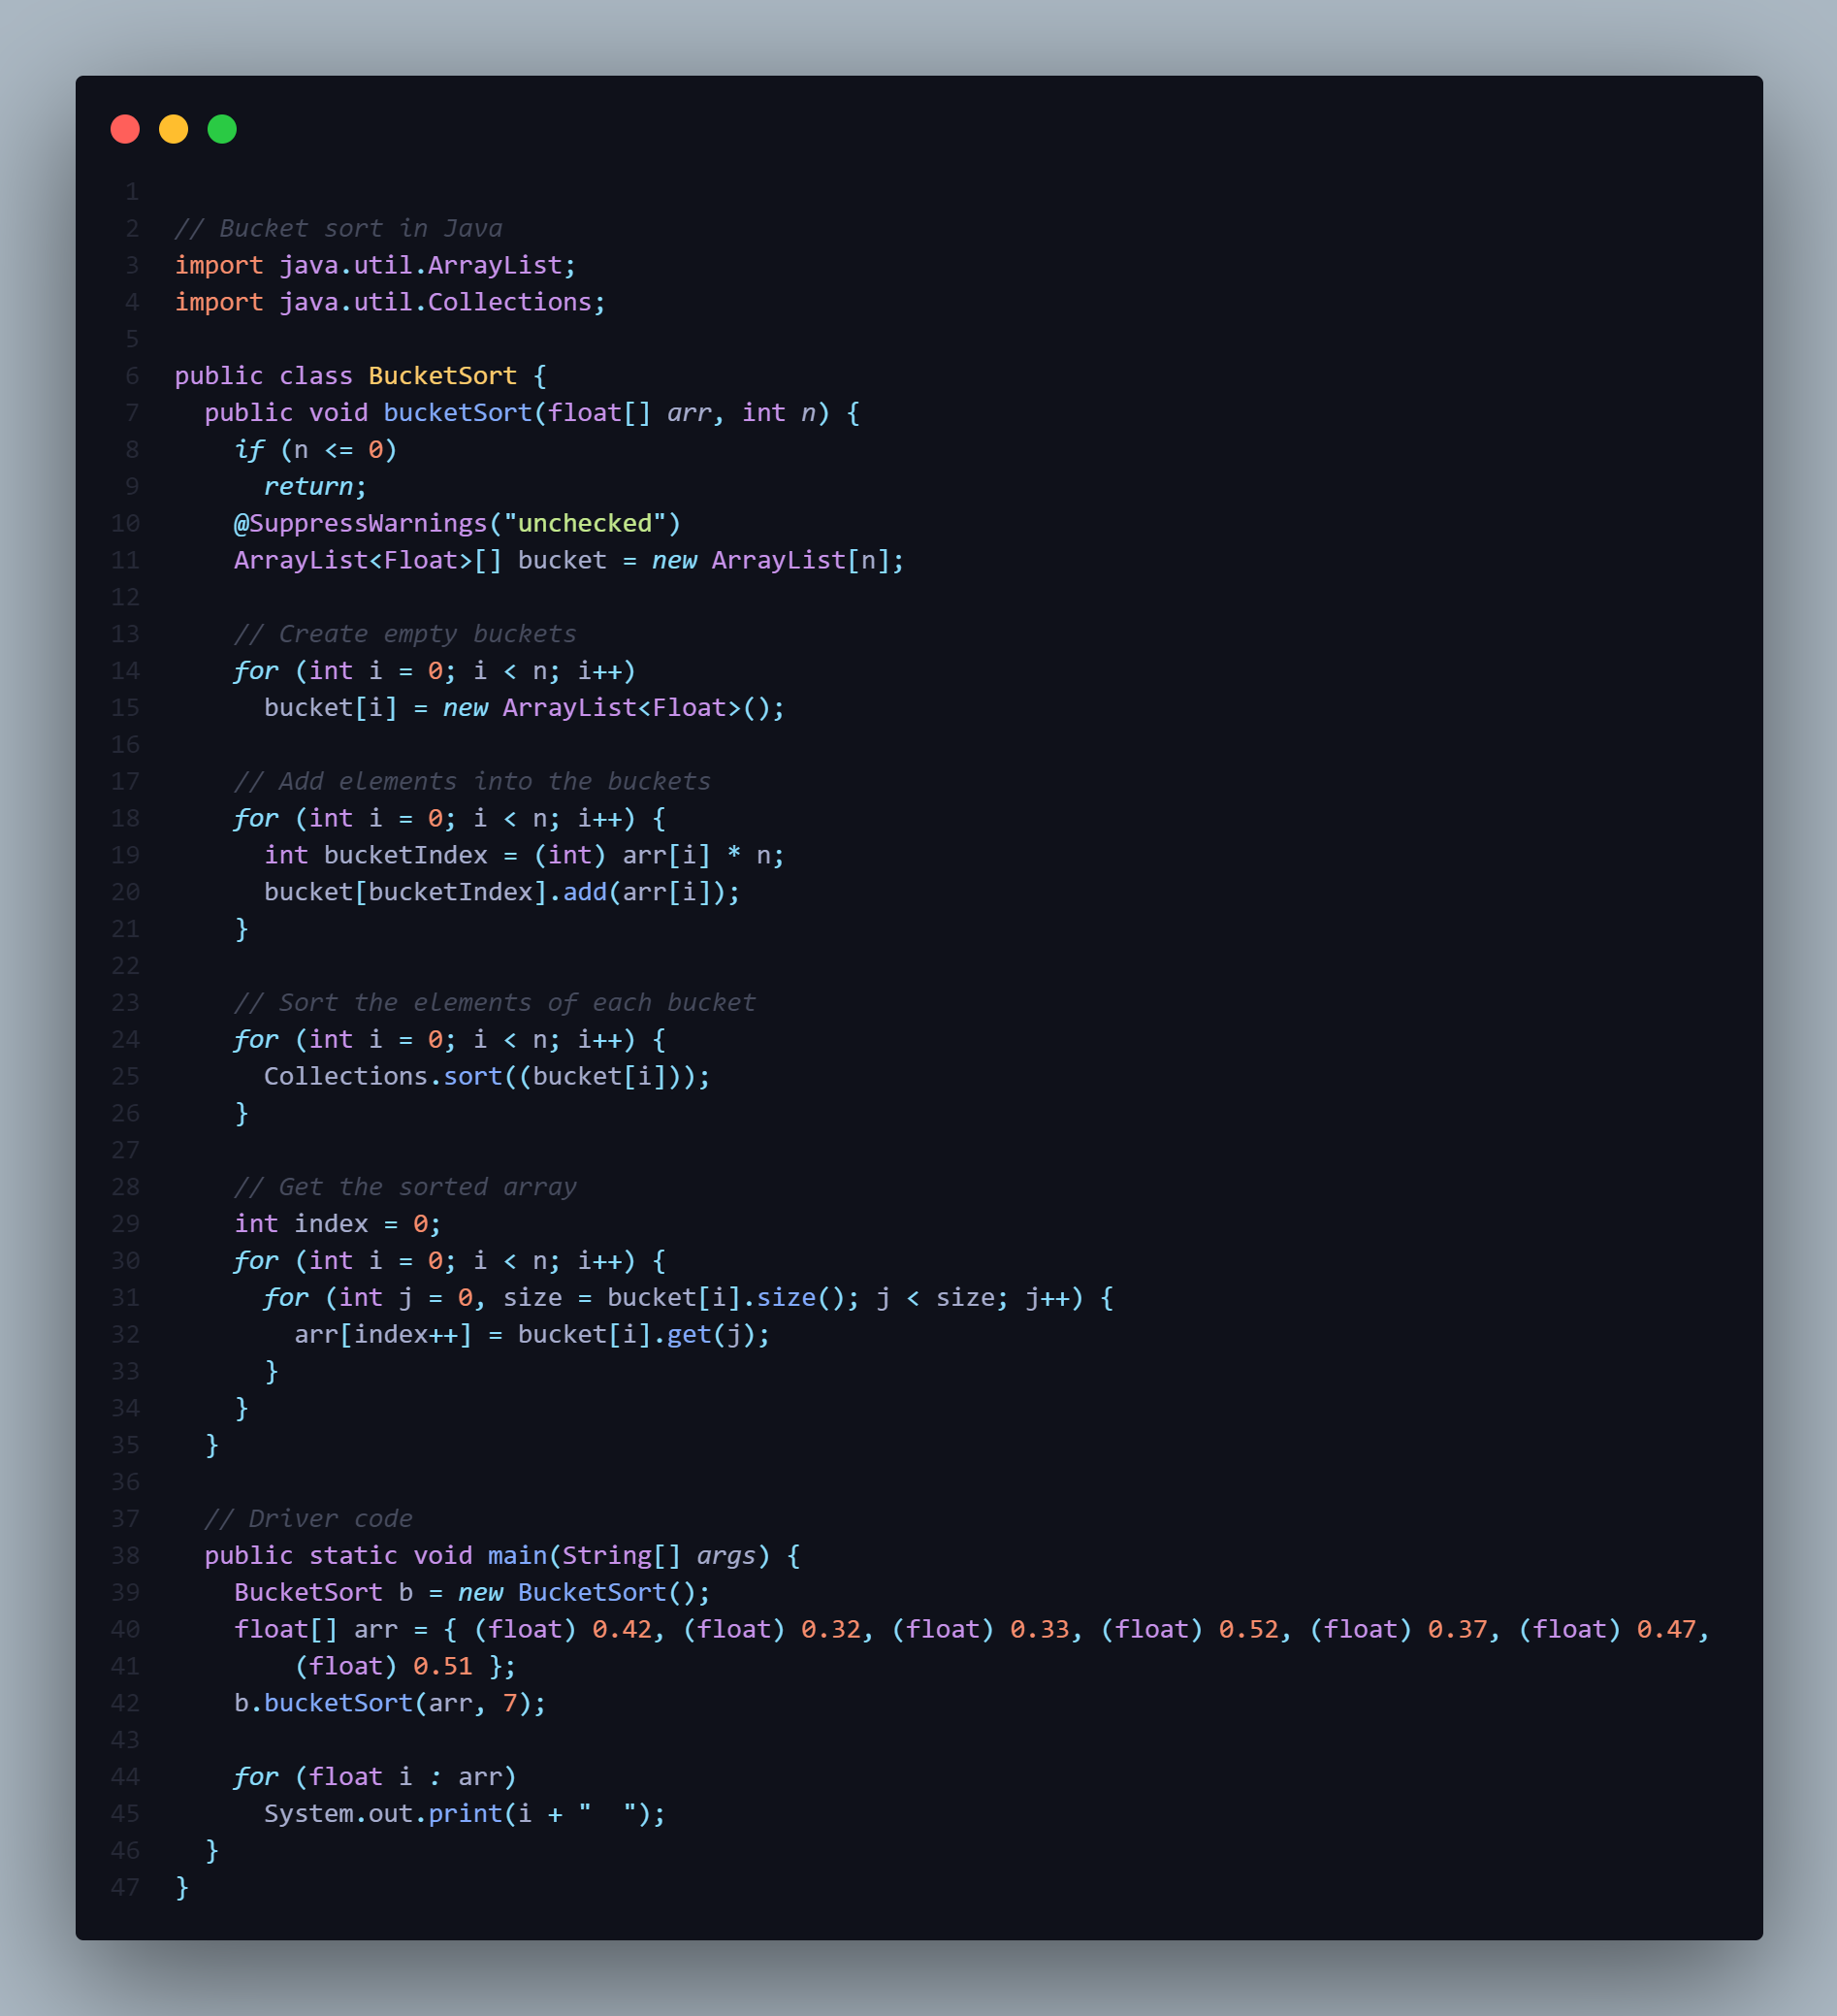 1
2 // Bucket sort in Java
3 import java.util.ArrayList;
4 import java.util.Collections;
5
6 public class BucketSort {
7   public void bucketSort(float[] arr, int n) {
8     if (n <= 0)
9       return;
10     @SuppressWarnings("unchecked")
11     ArrayList<Float>[] bucket = new ArrayList[n];
12
13     // Create empty buckets
14     for (int i = 0; i < n; i++)
15       bucket[i] = new ArrayList<Float>();
16
17     // Add elements into the buckets
18     for (int i = 0; i < n; i++) {
19       int bucketIndex = (int) arr[i] * n;
20       bucket[bucketIndex].add(arr[i]);
21     }
22
23     // Sort the elements of each bucket
24     for (int i = 0; i < n; i++) {
25       Collections.sort((bucket[i]));
26     }
27
28     // Get the sorted array
29     int index = 0;
30     for (int i = 0; i < n; i++) {
31       for (int j = 0, size = bucket[i].size(); j < size; j++) {
32         arr[index++] = bucket[i].get(j);
33       }
34     }
35   }
36
37   // Driver code
38   public static void main(String[] args) {
39     BucketSort b = new BucketSort();
40     float[] arr = { (float) 0.42, (float) 0.32, (float) 0.33, (float) 0.52, (float) 0.37, (float) 0.47,
41         (float) 0.51 };
42     b.bucketSort(arr, 7);
43
44     for (float i : arr)
45       System.out.print(i + "  ");
46   }
47 }